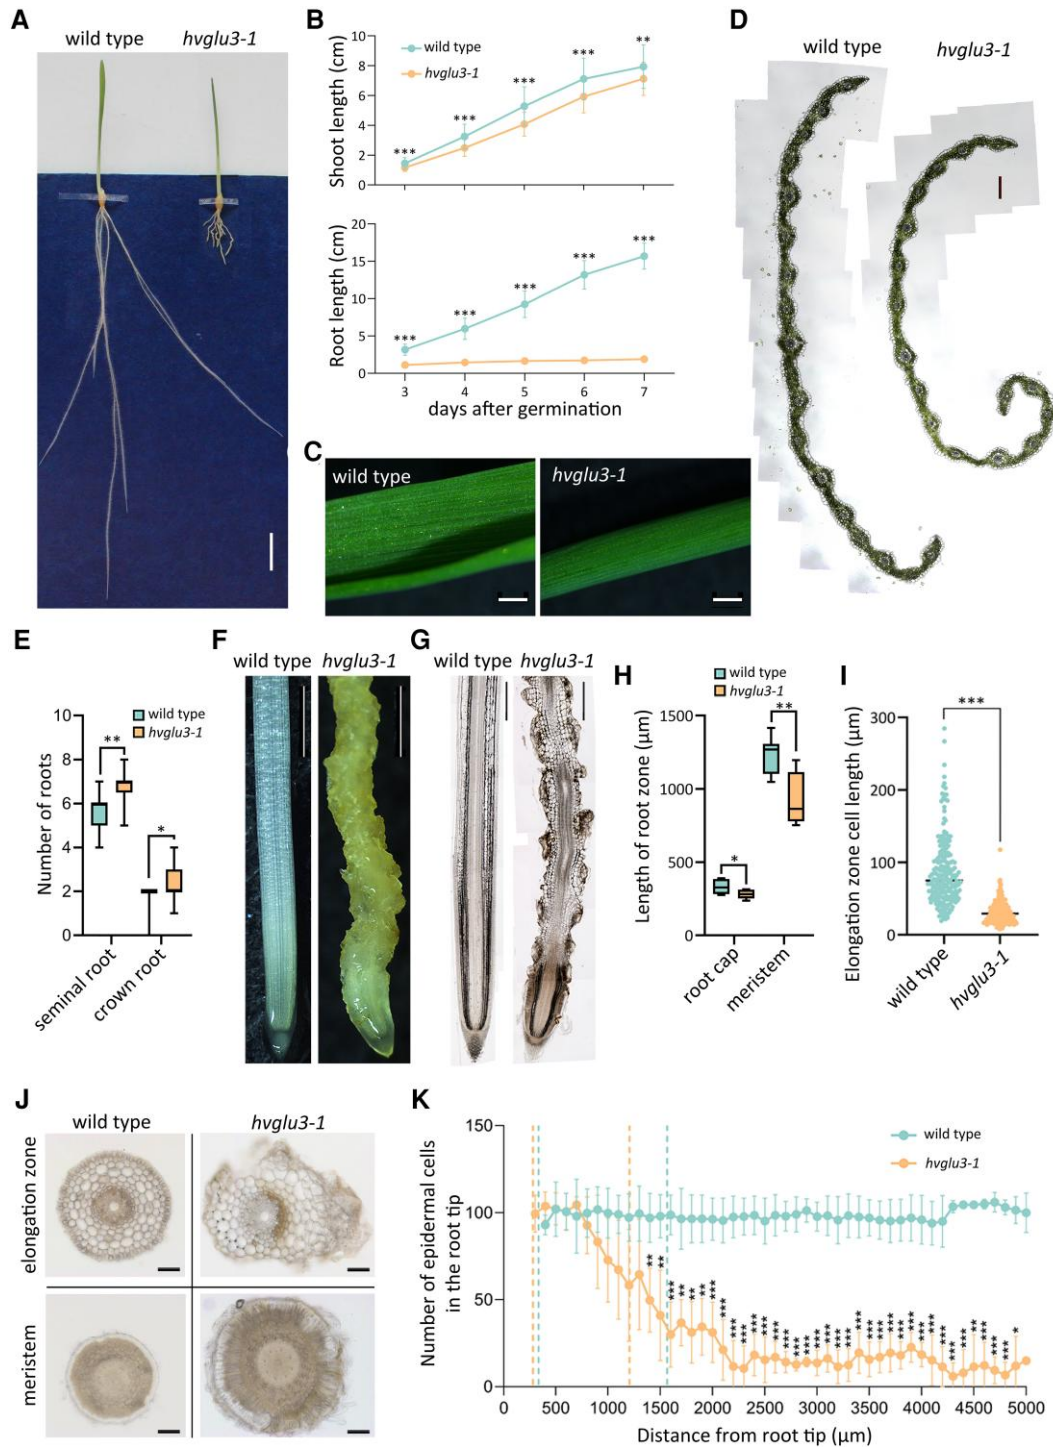 A
wild type
hvglu3-1
B
wild type
hvglu3-1
Shoot length (cm)
10
8
6
4
2
0
***
***
***
***
**
Root length (cm)
20
15
10
5
0
***
***
***
***
***
3
4
5
6
7
days after germination
C
wild type
hvglu3-1
D
wild type
hvglu3-1
E
wild type
hvglu3-1
Number of roots
10
8
6
4
2
0
**
*
seminal root
crown root
F
wild type
hvglu3-1
G
wild type
hvglu3-1
H
wild type
hvglu3-1
Length of root zone (µm)
1500
1000
500
0
*
**
root cap
meristem
I
Elongation zone cell length (µm)
300
200
100
0
***
wild type
hvglu3-1
J
wild type
hvglu3-1
elongation zone
meristem
K
wild type
hvglu3-1
Number of epidermal cells
in the root tip
150
100
50
0
0
500
1000
1500
2000
2500
3000
3500
4000
4500
5000
Distance from root tip (µm)